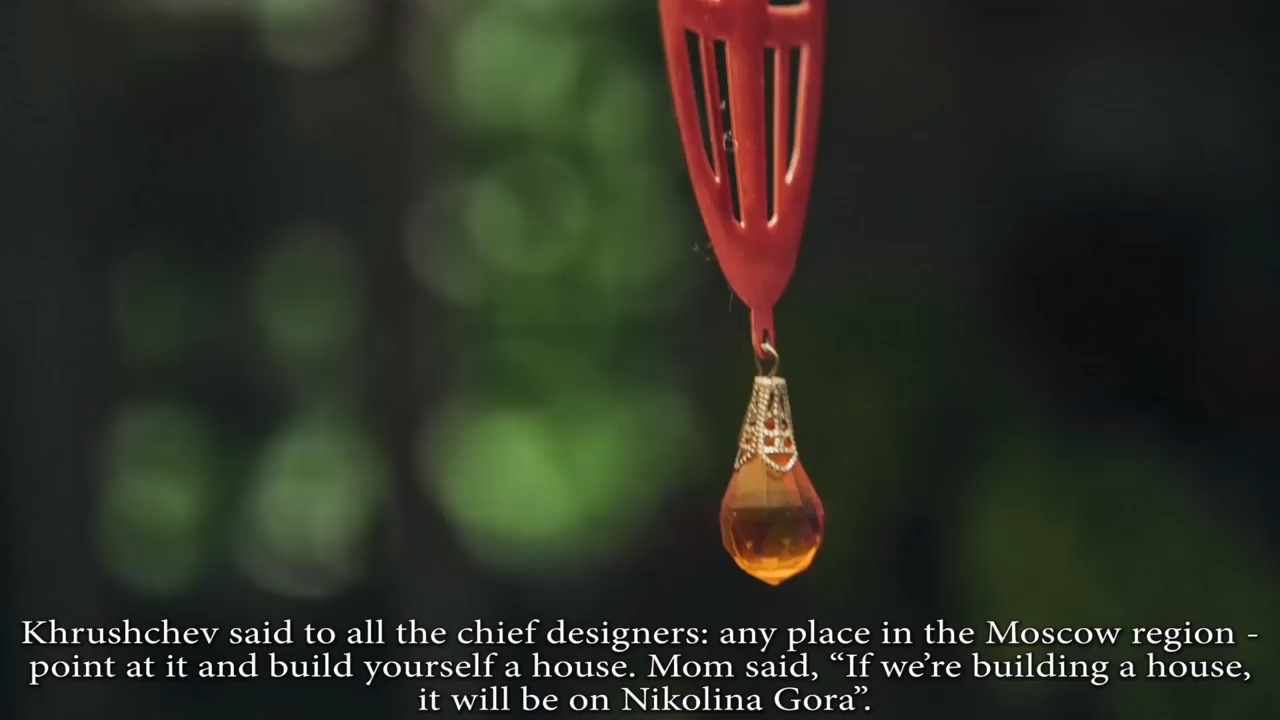 Khrushchev said to all the chief designers: any place in the Moscow region -
point at it and build yourself a house. Mom said, “If we’re building a house,
it will be on Nikolina Gora”.